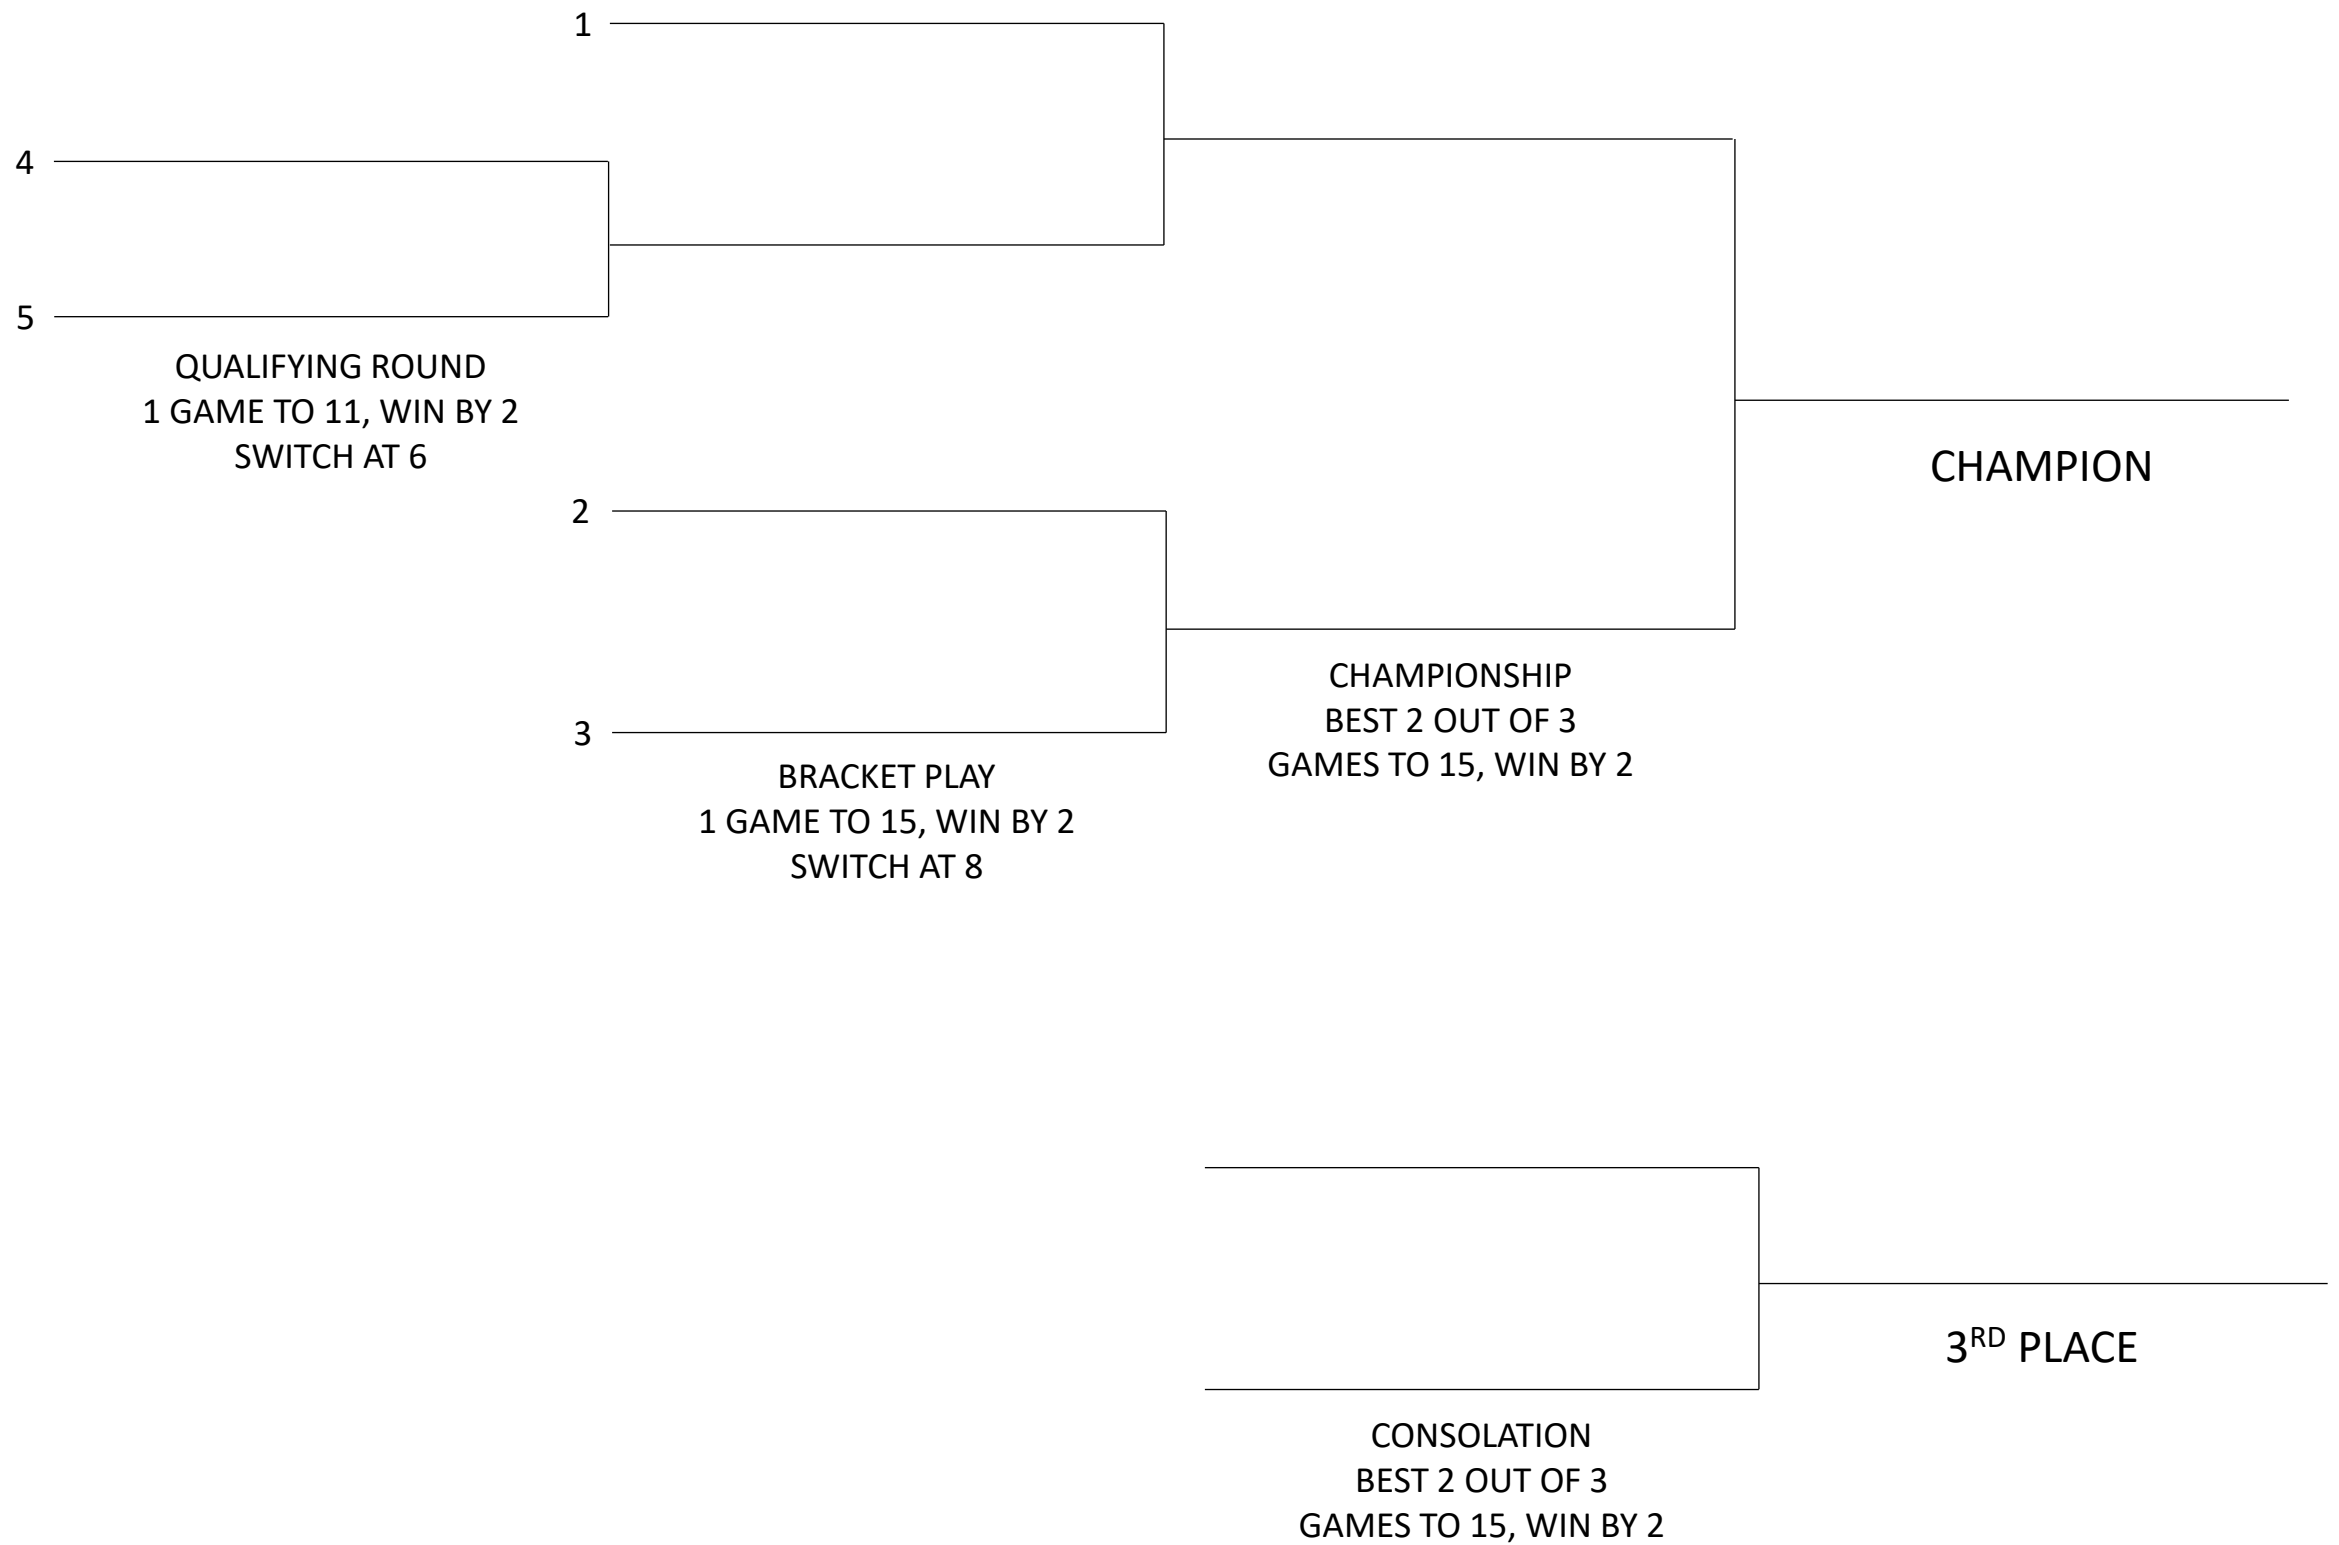 1
4
5
QUALIFYING ROUND
1 GAME TO 11, WIN BY 2
SWITCH AT 6
2
3
BRACKET PLAY
1 GAME TO 15, WIN BY 2
SWITCH AT 8
CHAMPIONSHIP
BEST 2 OUT OF 3
GAMES TO 15, WIN BY 2
CHAMPION
3RD PLACE
CONSOLATION
BEST 2 OUT OF 3
GAMES TO 15, WIN BY 2